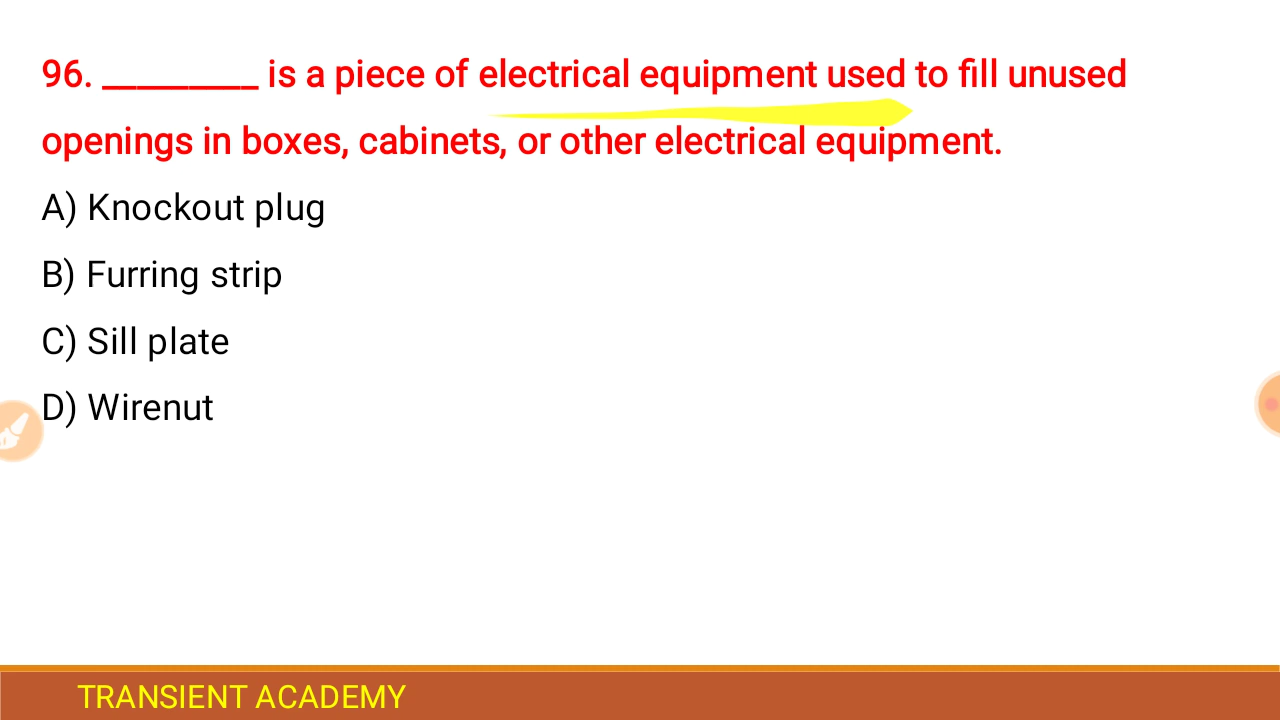 96. _________ is a piece of electrical equipment used to fill unused
openings in boxes, cabinets, or other electrical equipment.
A) Knockout plug
B) Furring strip
C) Sill plate
D) Wirenut
TRANSIENT ACADEMY